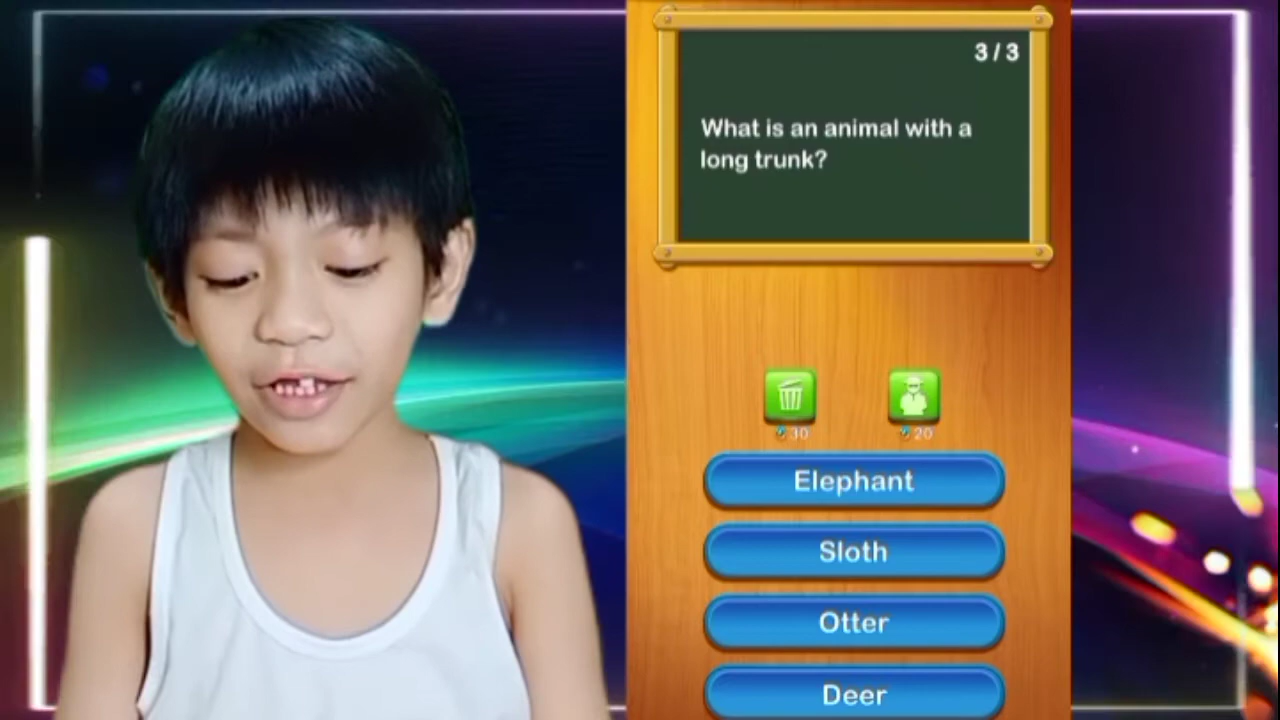 3 / 3
What is an animal with a
long trunk?
30
20
Elephant
Sloth
Otter
Deer